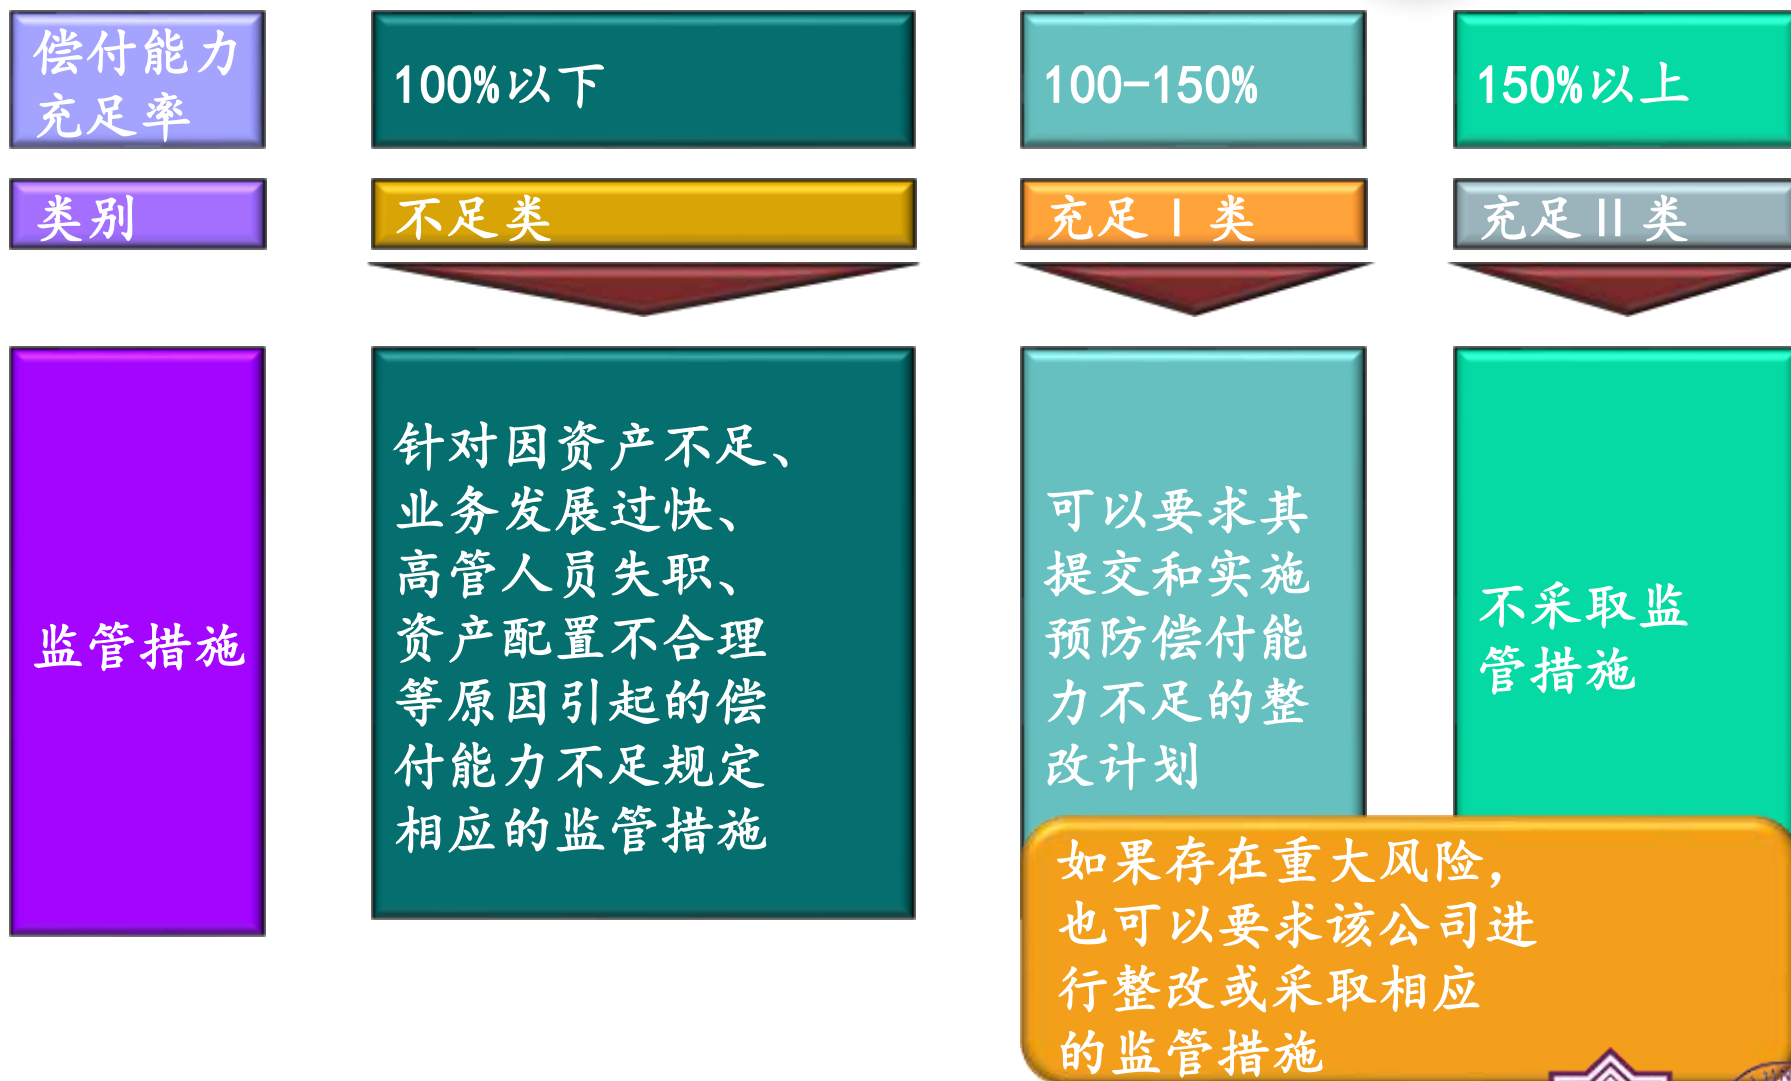 偿付能力
充足率
100%以下
100-150%
150%以上
类别
不足类
充足Ⅰ类
充足Ⅱ类
监管措施
针对因资产不足、
业务发展过快、
高管人员失职、
资产配置不合理
等原因引起的偿
付能力不足规定
相应的监管措施
可以要求其
提交和实施
预防偿付能
力不足的整
改计划
不采取监
管措施
如果存在重大风险，
也可以要求该公司进
行整改或采取相应
的监管措施